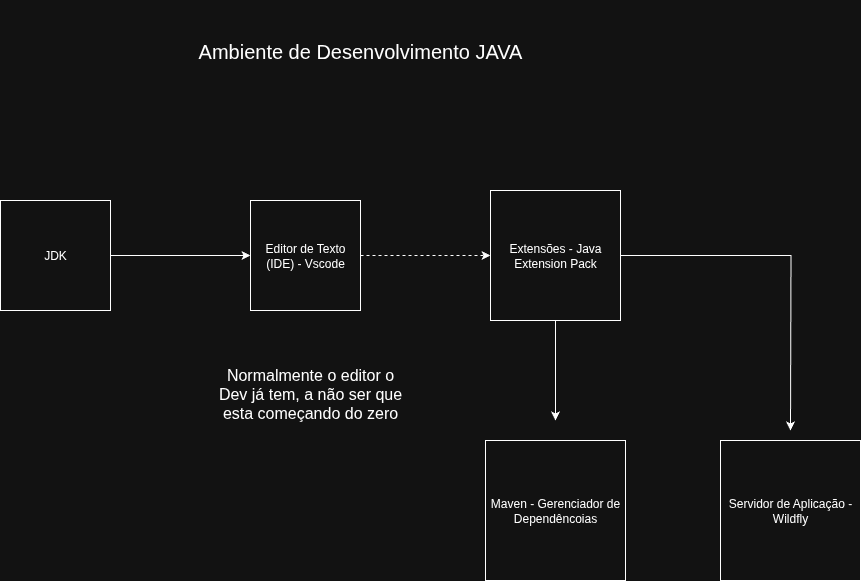 Ambiente de Desenvolvimento JAVA
JDK
Editor de Texto
(IDE) - Vscode
Extensões - Java
Extension Pack
Normalmente o editor o
Dev já tem, a não ser que
esta começando do zero
Maven - Gerenciador de
Dependêncoias
Servidor de Aplicação -
Wildfly